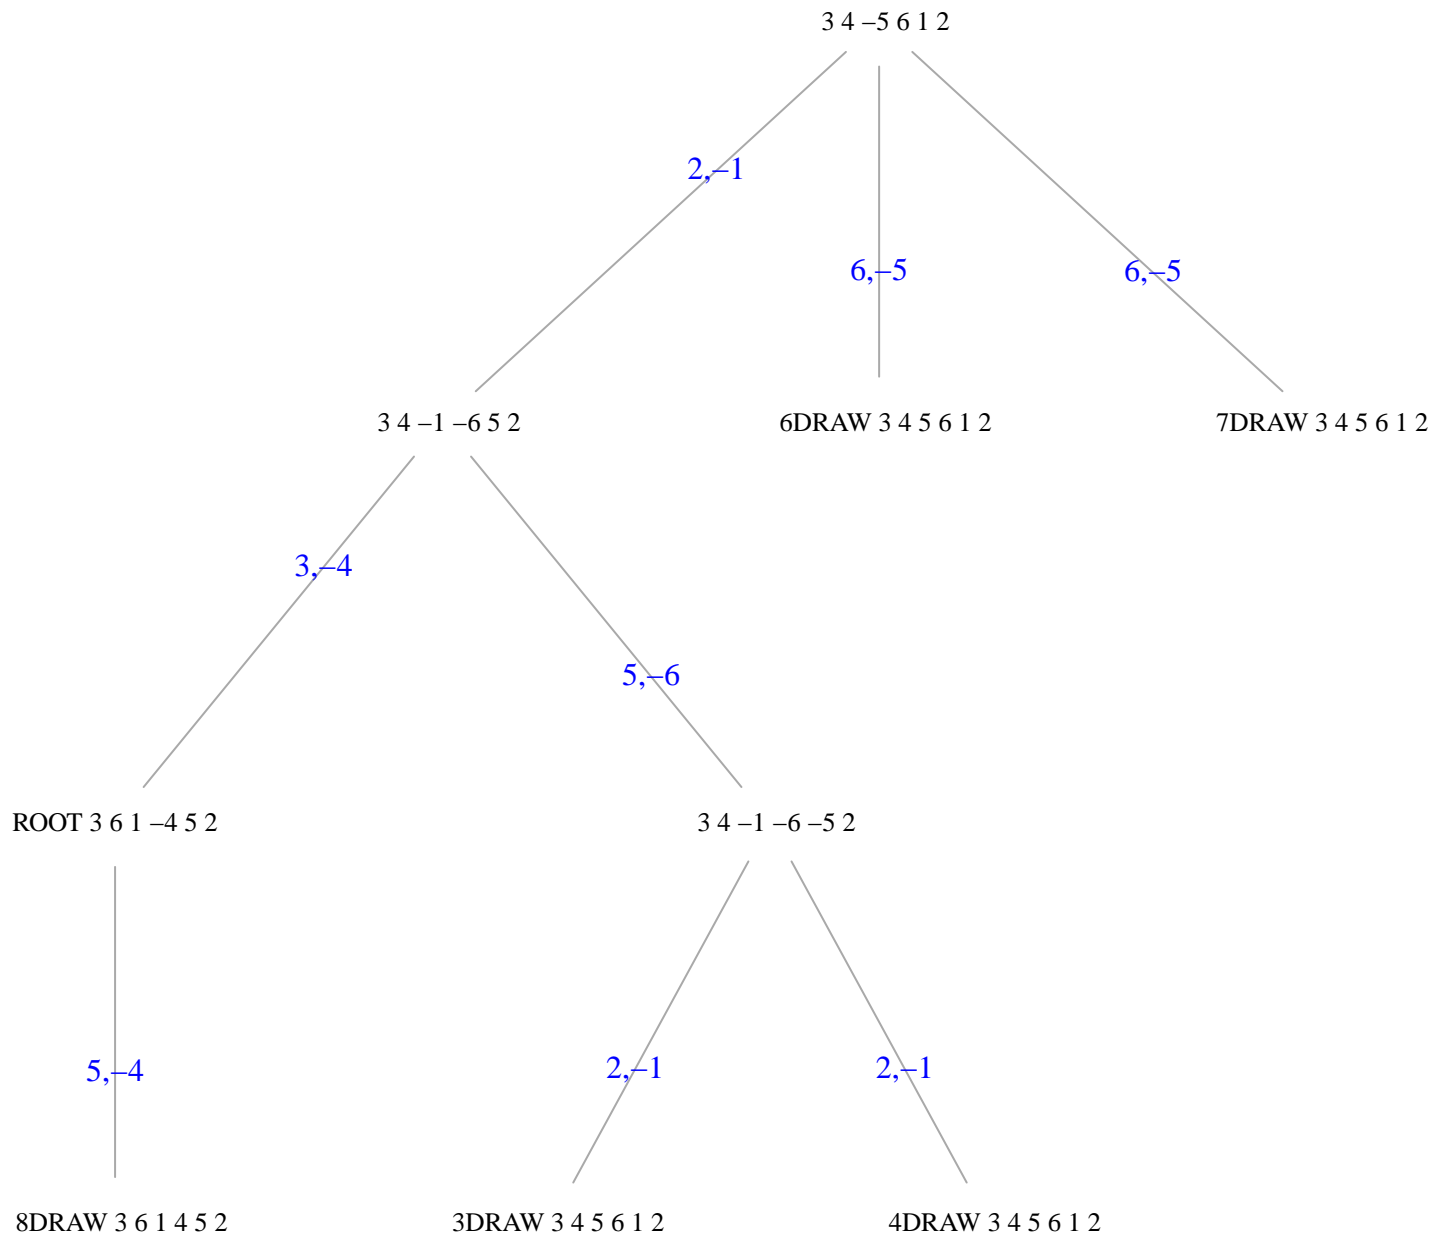 3 4 –5 6 1 2
2,–1
6,–5
6,–5
3 4 –1 –6 5 2
6DRAW 3 4 5 6 1 2
7DRAW 3 4 5 6 1 2
3,–4
5,–6
ROOT 3 6 1 –4 5 2
3 4 –1 –6 –5 2
5,–4
2,–1
2,–1
8DRAW 3 6 1 4 5 2
3DRAW 3 4 5 6 1 2
4DRAW 3 4 5 6 1 2